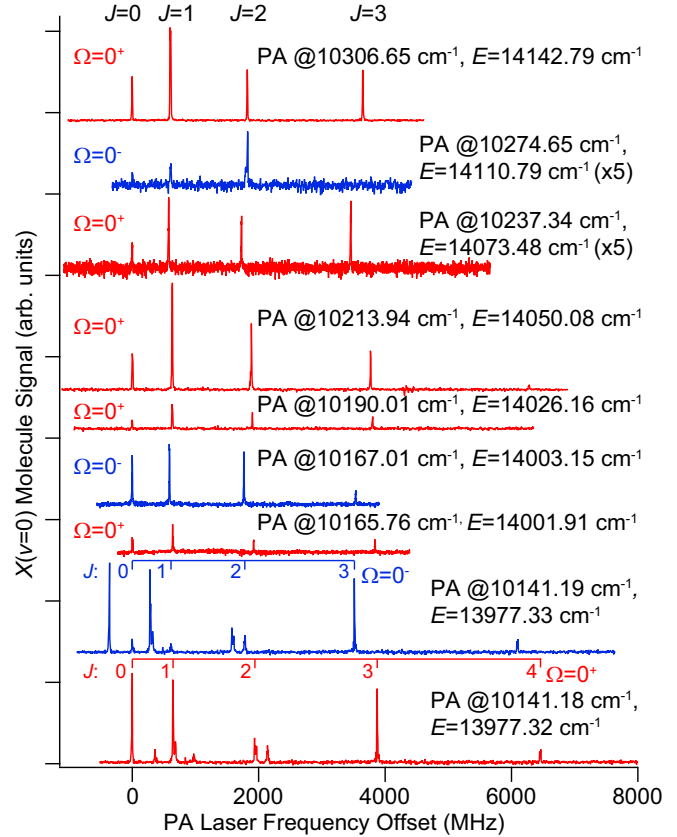 J=0 J=1 J=2 J=3
Ω=0⁺ PA @10306.65 cm⁻¹, E=14142.79 cm⁻¹
Ω=0⁻ PA @10274.65 cm⁻¹,
E=14110.79 cm⁻¹ (x5)
Ω=0⁺ PA @10237.34 cm⁻¹,
E=14073.48 cm⁻¹ (x5)
Ω=0⁺ PA @10213.94 cm⁻¹, E=14050.08 cm⁻¹
Ω=0⁺ PA @10190.01 cm⁻¹, E=14026.16 cm⁻¹
Ω=0⁻ PA @10167.01 cm⁻¹, E=14003.15 cm⁻¹
Ω=0⁺ PA @10165.76 cm⁻¹, E=14001.91 cm⁻¹
J: 0 1 2 3 Ω=0⁻
PA @10141.19 cm⁻¹,
E=13977.33 cm⁻¹
J: 0 1 2 3 4 Ω=0⁺
PA @10141.18 cm⁻¹,
E=13977.32 cm⁻¹
X(v=0) Molecule Signal (arb. units)
0 2000 4000 6000 8000
PA Laser Frequency Offset (MHz)